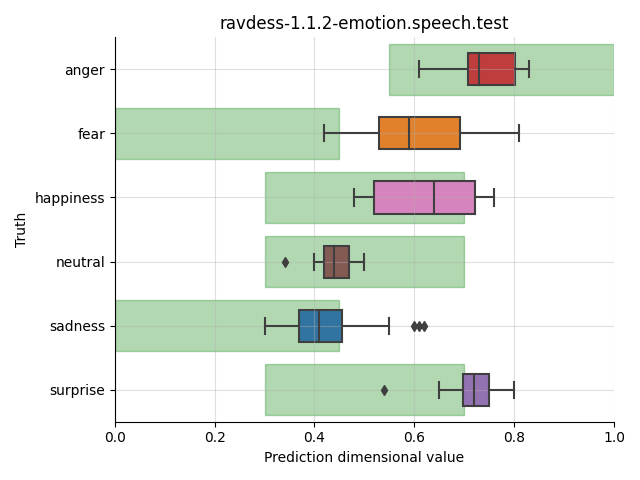 ravdess-1.1.2-emotion.speech.test
anger
fear
happiness
neutral
sadness
surprise
Truth
0.0 0.2 0.4 0.6 0.8 1.0
Prediction dimensional value